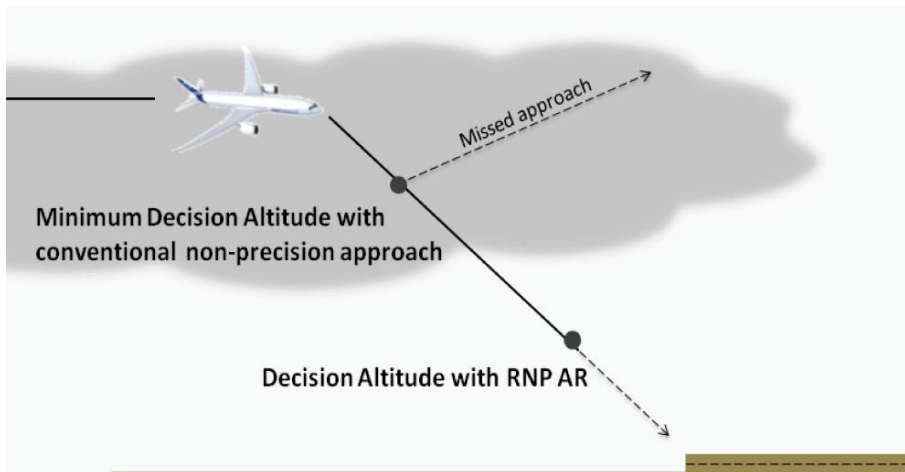 Missed approach
Minimum Decision Altitude with
conventional non-precision approach
Decision Altitude with RNP AR